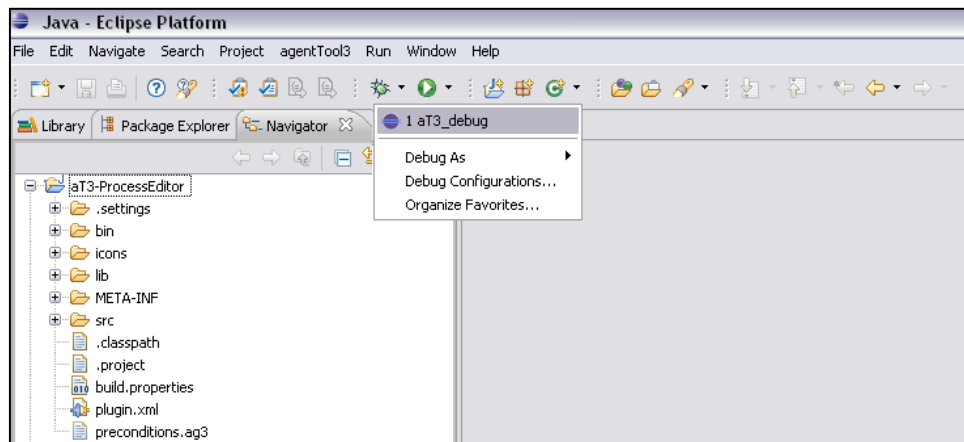 Java - Eclipse Platform
File Edit Navigate Search Project agentTool3 Run Window Help
Library Package Explorer Navigator
1 aT3_debug
Debug As
Debug Configurations...
Organize Favorites...
aT3-ProcessEditor
.settings
bin
icons
lib
META-INF
src
.classpath
.project
build.properties
plugin.xml
preconditions.ag3